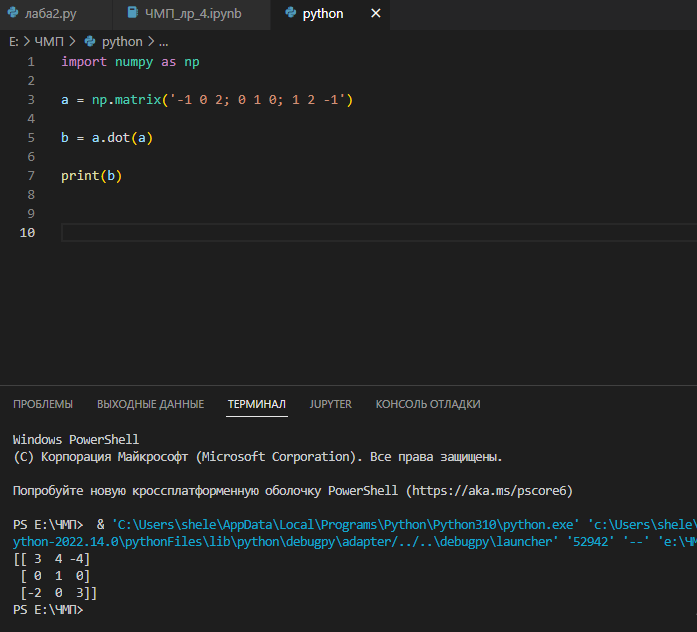 лаба2.py ЧМП_лр_4.ipynb python
E: > ЧМП > python > ...
1 import numpy as np
2
3 a = np.matrix('-1 0 2; 0 1 0; 1 2 -1')
4
5 b = a.dot(a)
6
7 print(b)
8
9
10
ПРОБЛЕМЫ ВЫХОДНЫЕ ДАННЫЕ ТЕРМИНАЛ JUPYTER КОНСОЛЬ ОТЛАДКИ
Windows PowerShell
(C) Корпорация Майкрософт (Microsoft Corporation). Все права защищены.
Попробуйте новую кроссплатформенную оболочку PowerShell (https://aka.ms/pscore6)
PS E:\ЧМП> & 'C:\Users\shele\AppData\Local\Programs\Python\Python310\python.exe' 'c:\Users\shele\
ython-2022.14.0\pythonFiles\lib\python\debugpy\adapter/../..\debugpy\launcher' '52942' '--' 'e:\ЧМ
[[ 3 4 -4]
[ 0 1 0]
[-2 0 3]]
PS E:\ЧМП>